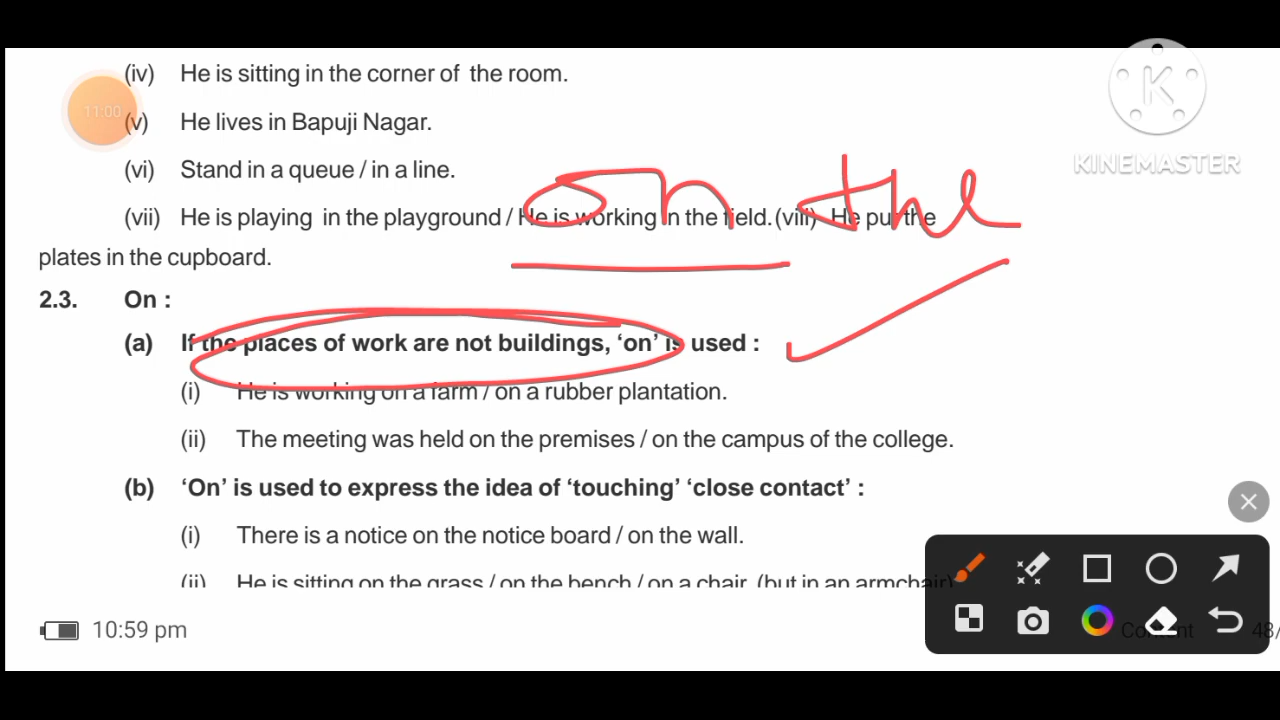 (iv) He is sitting in the corner of the room.
11:00
(v) He lives in Bapuji Nagar.
KINEMASTER
(vi) Stand in a queue / in a line.
on the
(vii) He is playing in the playground / He is working in the field.(viii) He put the
plates in the cupboard.
2.3. On :
(a) If the places of work are not buildings, ‘on’ is used :
(i) He is working on a farm / on a rubber plantation.
(ii) The meeting was held on the premises / on the campus of the college.
(b) ‘On’ is used to express the idea of ‘touching’ ‘close contact’ :
(i) There is a notice on the notice board / on the wall.
(ii) He is sitting on the grass / on the bench / on a chair (but in an armchair)
10:59 pm
Content 48/